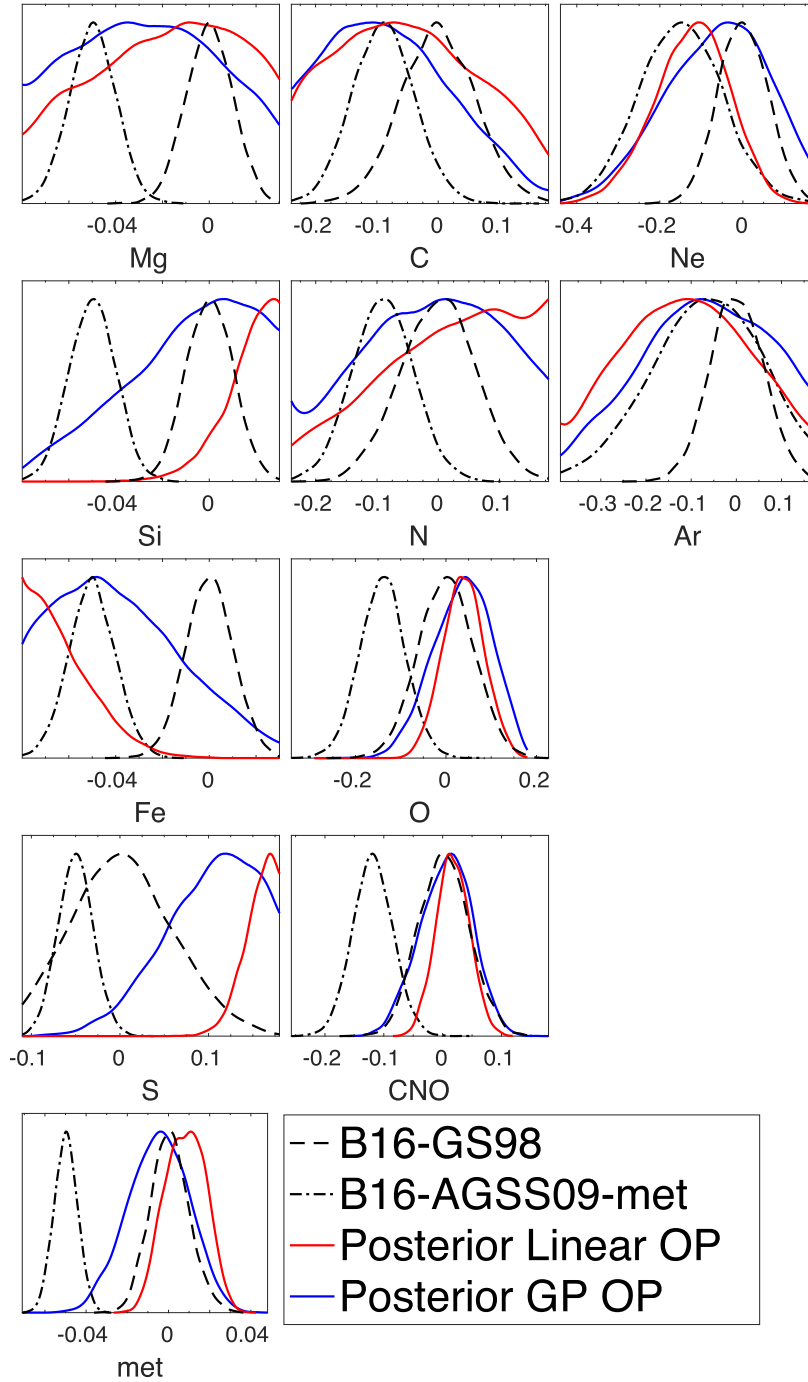 -0.04 0 -0.2 -0.1 0 0.1 -0.4 -0.2 0
Mg C Ne
-0.04 0 -0.2 -0.1 0 0.1 -0.3 -0.2 -0.1 0 0.1
Si N Ar
-0.04 0 -0.2 0 0.2
Fe O
-0.1 0 0.1 -0.2 -0.1 0 0.1
S CNO
B16-GS98
B16-AGSS09-met
Posterior Linear OP
Posterior GP OP
-0.04 0 0.04
met